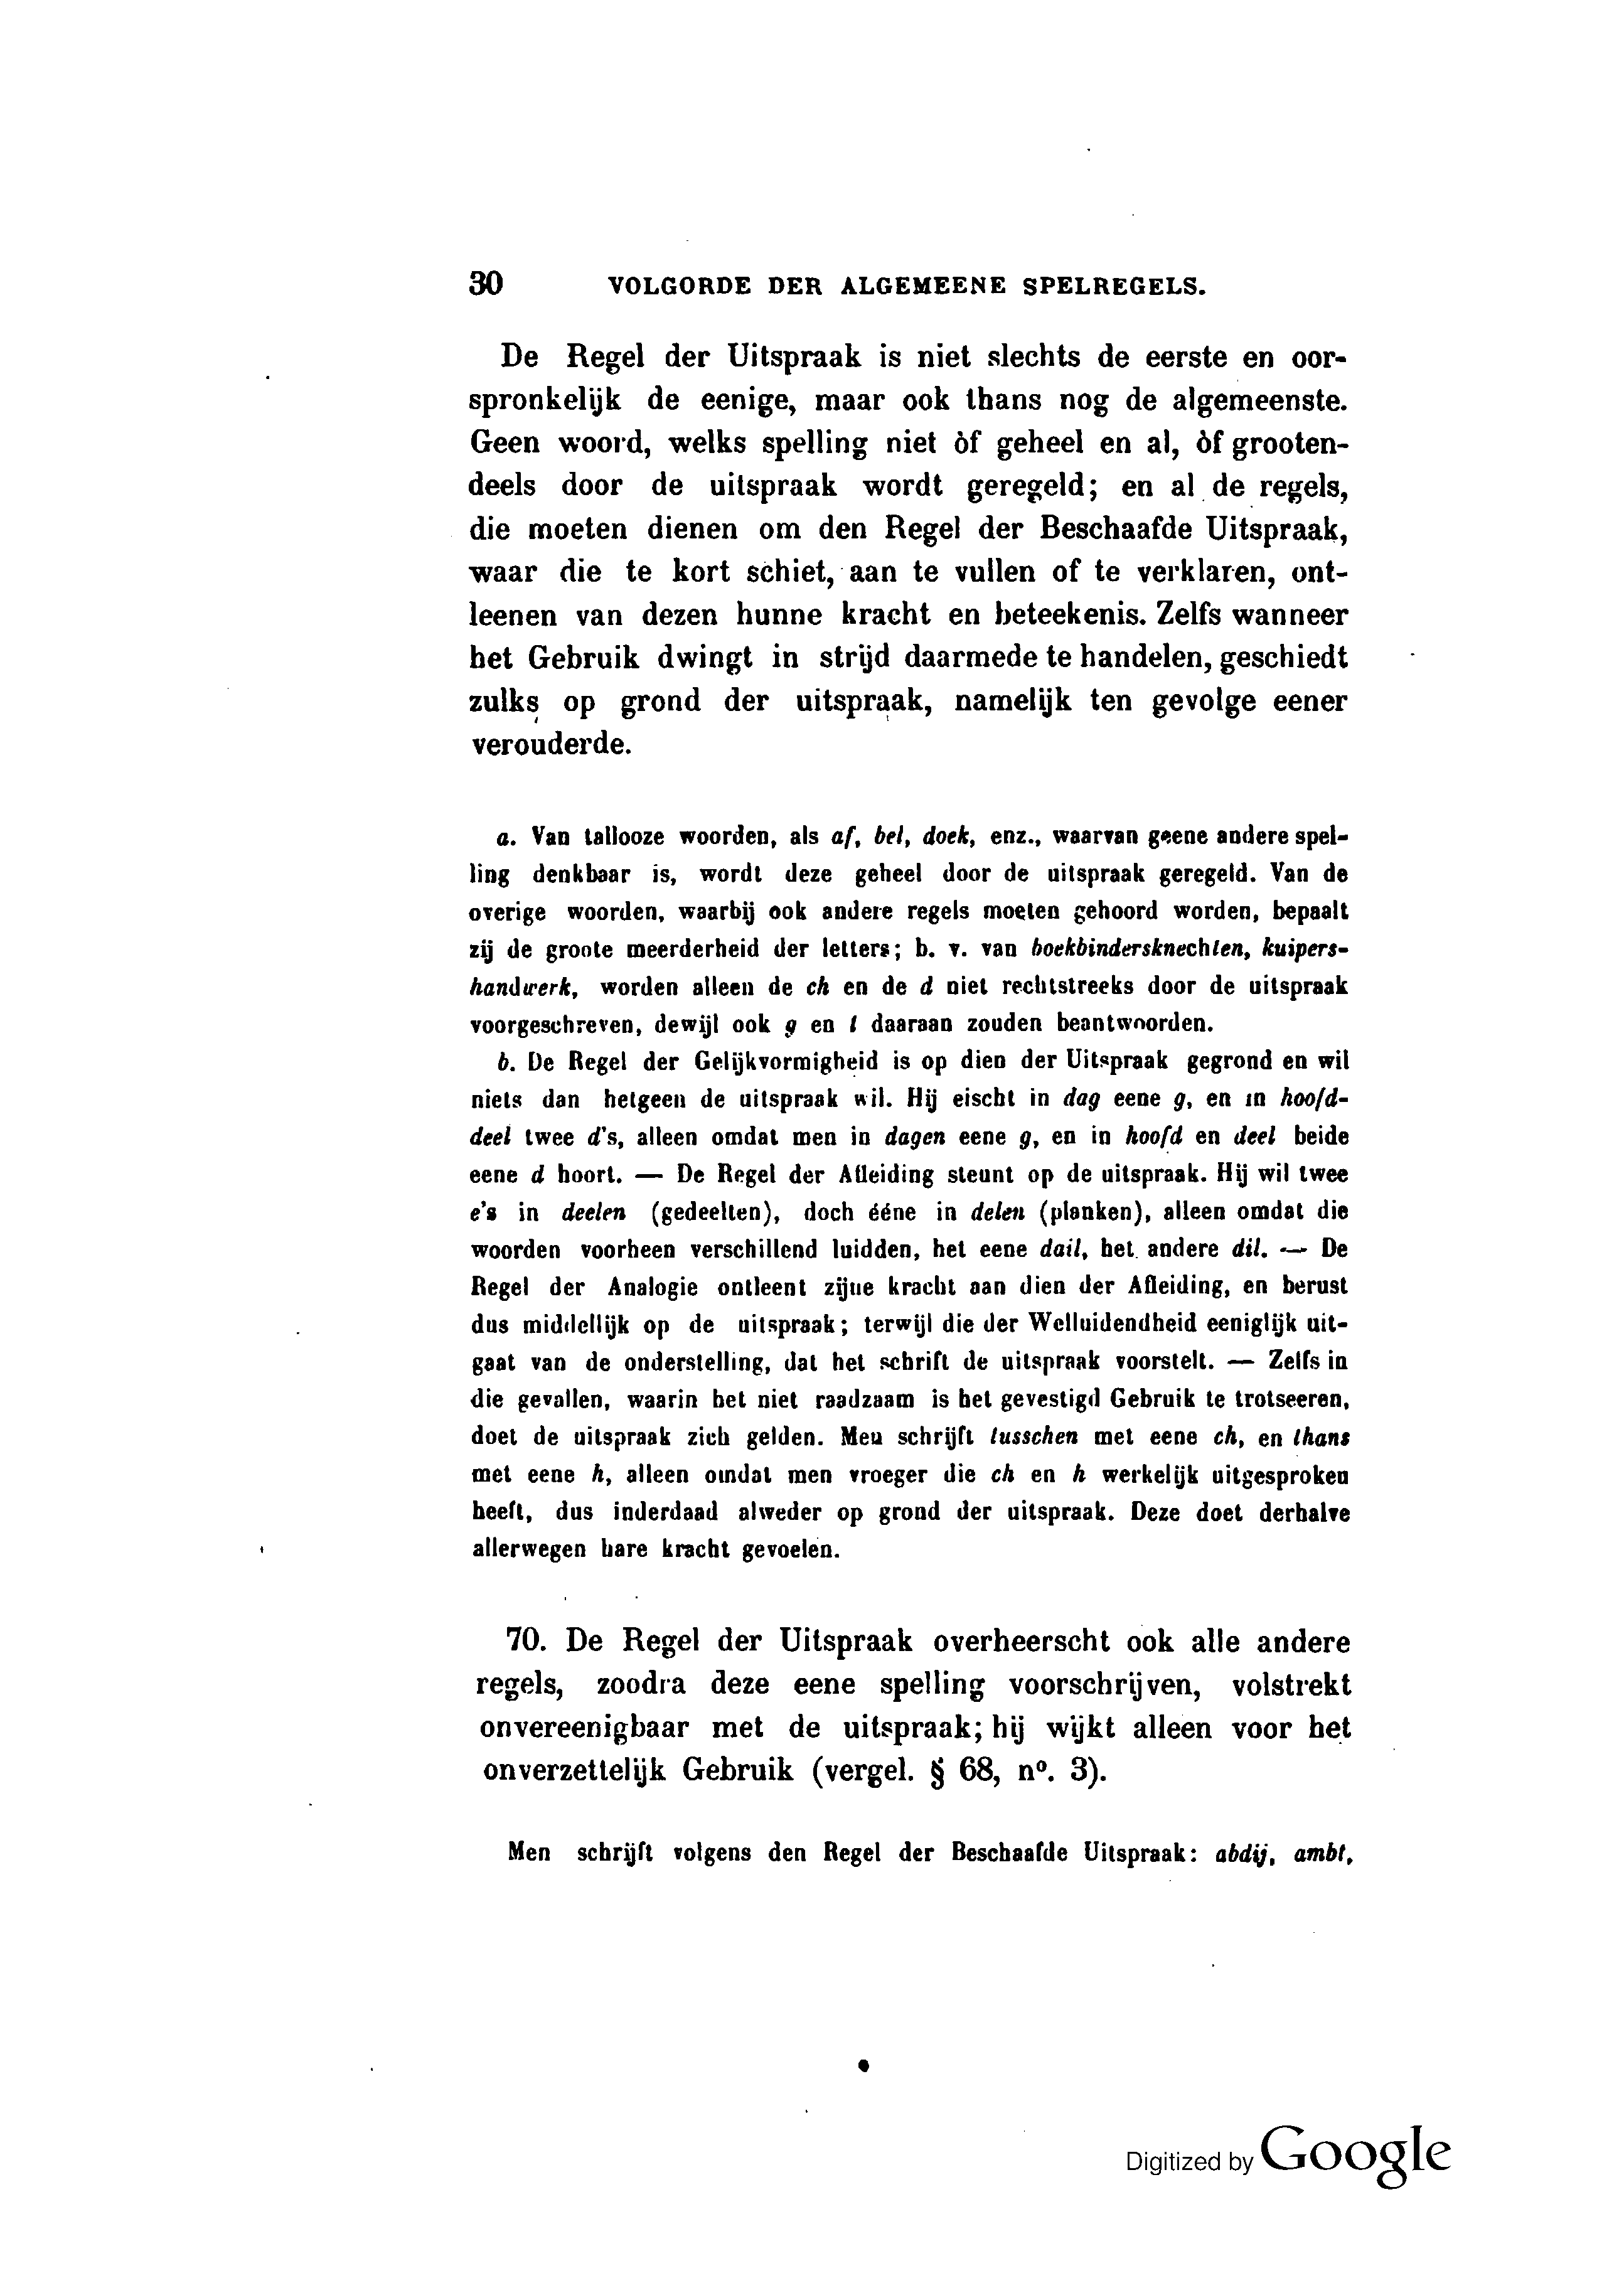 30 VOLGORDE DER ALGEMEENE SPELREGELS.
De Regel der Uitspraak is niet slechts de eerste en oor-
spronkelijk de eenige, maar ook thans nog de algemeenste.
Geen woord, welks spelling niet òf geheel en al, òf grooten-
deels door de uitspraak wordt geregeld; en al de regels,
die moeten dienen om den Regel der Beschaafde Uitspraak,
waar die te kort schiet, aan te vullen of te verklaren, ont-
leenen van dezen hunne kracht en beteekenis. Zelfs wanneer
het Gebruik dwingt in strijd daarmede te handelen, geschiedt
zulks op grond der uitspraak, namelijk ten gevolge eener
verouderde.
a. Van tallooze woorden, als af, bel, doek, enz., waarvan geene andere spel-
ling denkbaar is, wordt deze geheel door de uitspraak geregeld. Van de
overige woorden, waarbij ook andere regels moeten gehoord worden, bepaalt
zij de groote meerderheid der letters; b. v. van boekbindersknechten, kuipers-
handwerk, worden alleen de ch en de d niet rechtstreeks door de uitspraak
voorgeschreven, dewijl ook g en t daaraan zouden beantwoorden.
b. De Regel der Gelijkvormigheid is op dien der Uitspraak gegrond en wil
niets dan hetgeen de uitspraak wil. Hij eischt in dag eene g, en in hoofd-
deel twee d's, alleen omdat men in dagen eene g, en in hoofd en deel beide
eene d hoort. — De Regel der Afleiding steunt op de uitspraak. Hij wil twee
e's in deelen (gedeelten), doch ééne in delen (planken), alleen omdat die
woorden voorheen verschillend luidden, het eene dail, het andere dil. — De
Regel der Analogie ontleent zijne kracht aan dien der Afleiding, en berust
dus middellijk op de uitspraak; terwijl die der Welluidendheid eeniglijk uit-
gaat van de onderstelling, dat het schrift de uitspraak voorstelt. — Zelfs in
die gevallen, waarin het niet raadzaam is het gevestigd Gebruik te trotseeren,
doet de uitspraak zich gelden. Men schrijft tusschen met eene ch, en thans
met eene h, alleen omdat men vroeger die ch en h werkelijk uitgesproken
heeft, dus inderdaad alweder op grond der uitspraak. Deze doet derhalve
allerwegen hare kracht gevoelen.
70. De Regel der Uitspraak overheerscht ook alle andere
regels, zoodra deze eene spelling voorschrijven, volstrekt
onvereenigbaar met de uitspraak; hij wijkt alleen voor het
onverzettelijk Gebruik (vergel. § 68, nº. 3).
Men schrijft volgens den Regel der Beschaafde Uitspraak: abdij, ambt,
Digitized by Google